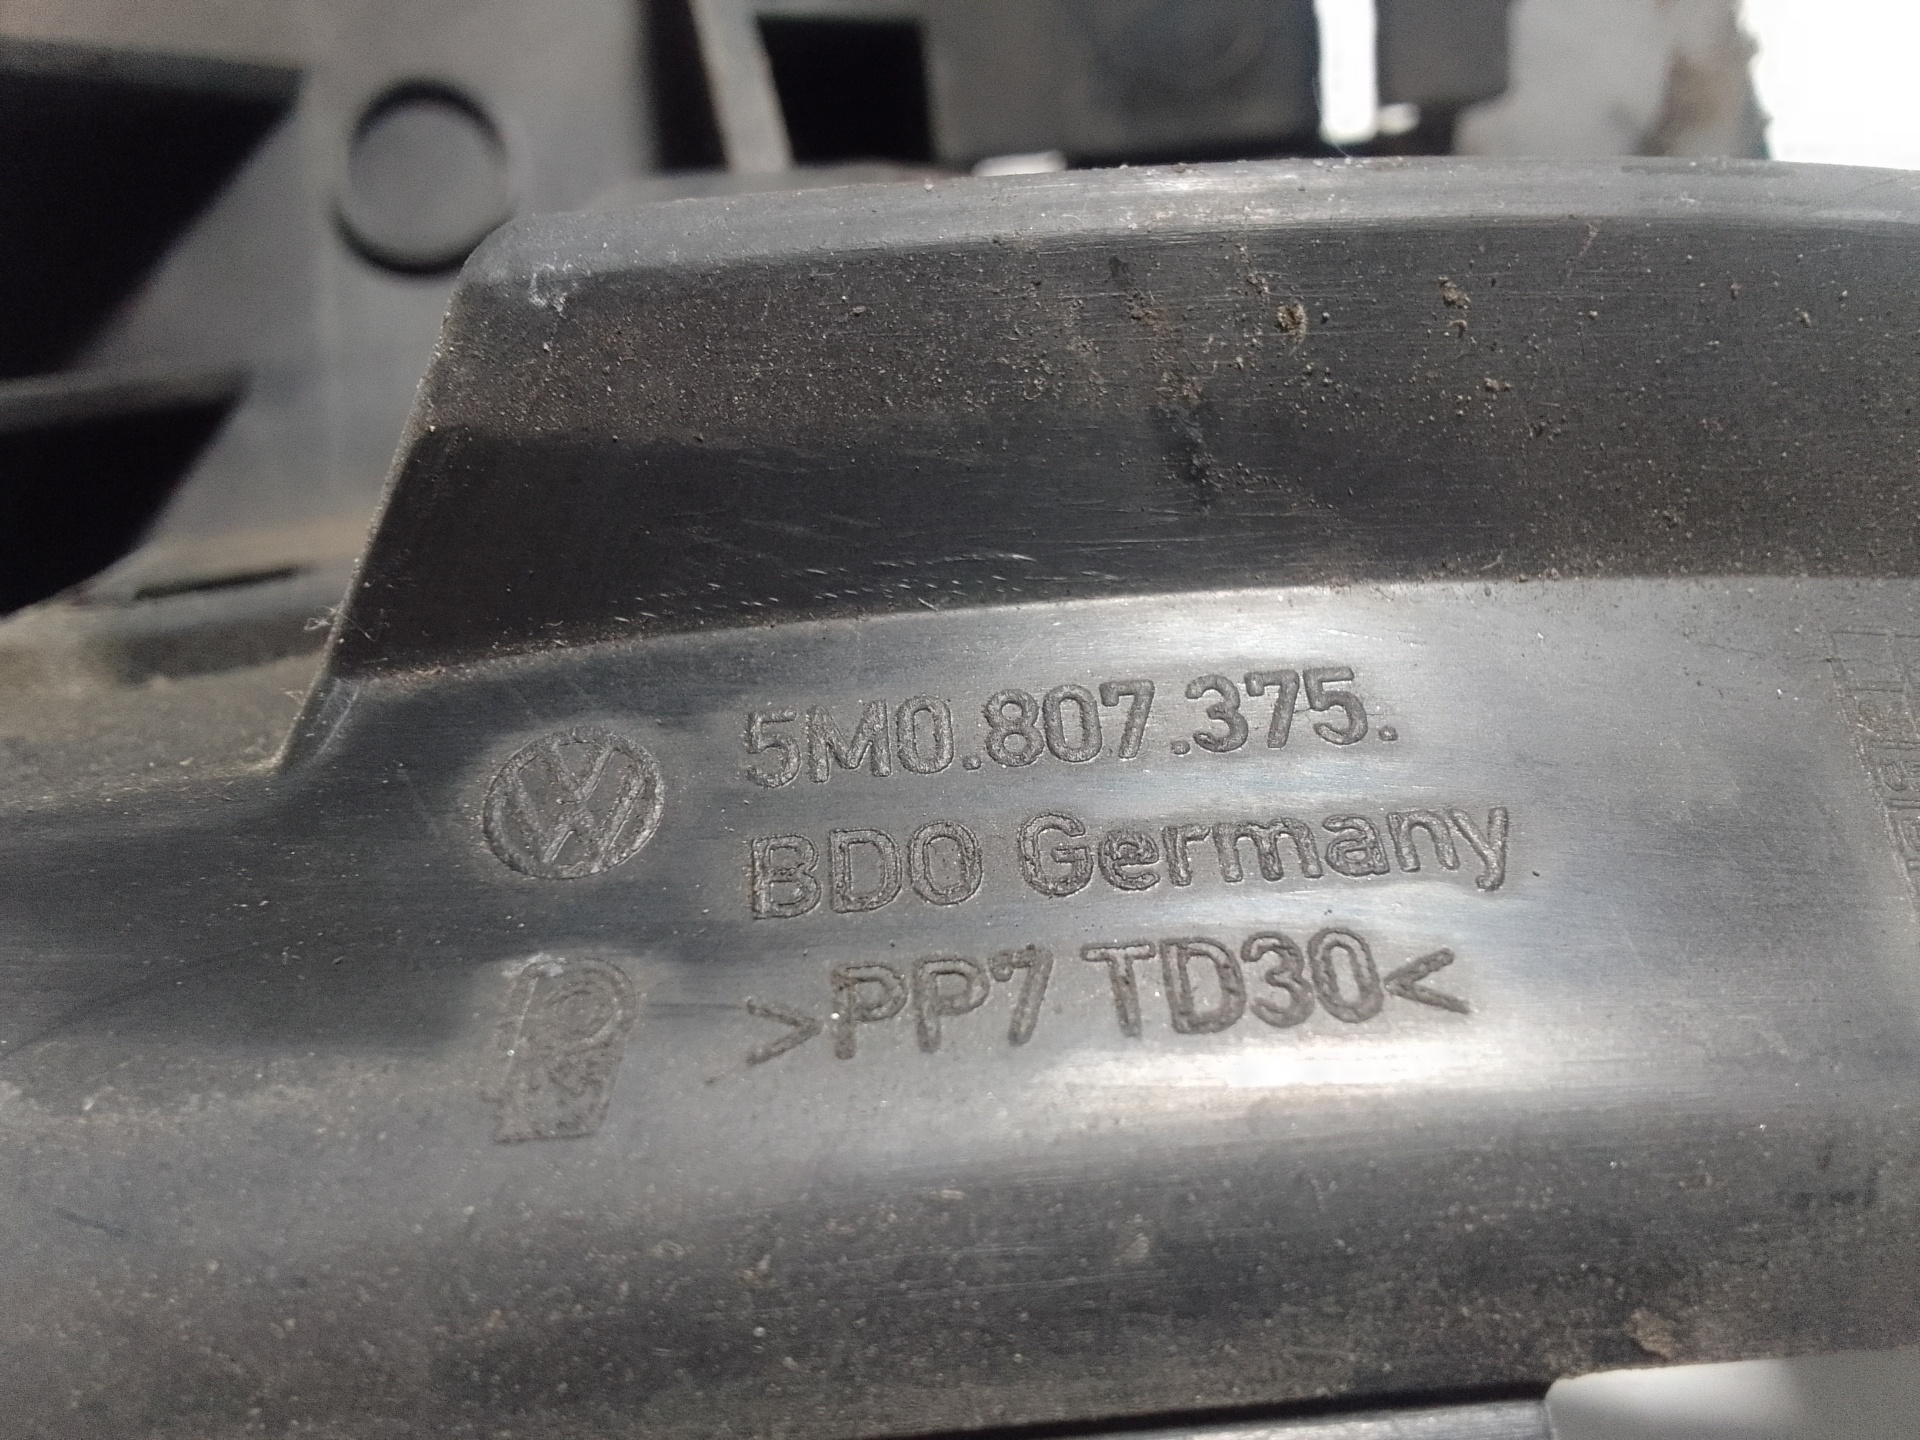 5M0.807.375.
BDO Germany
>PP7 TD30<